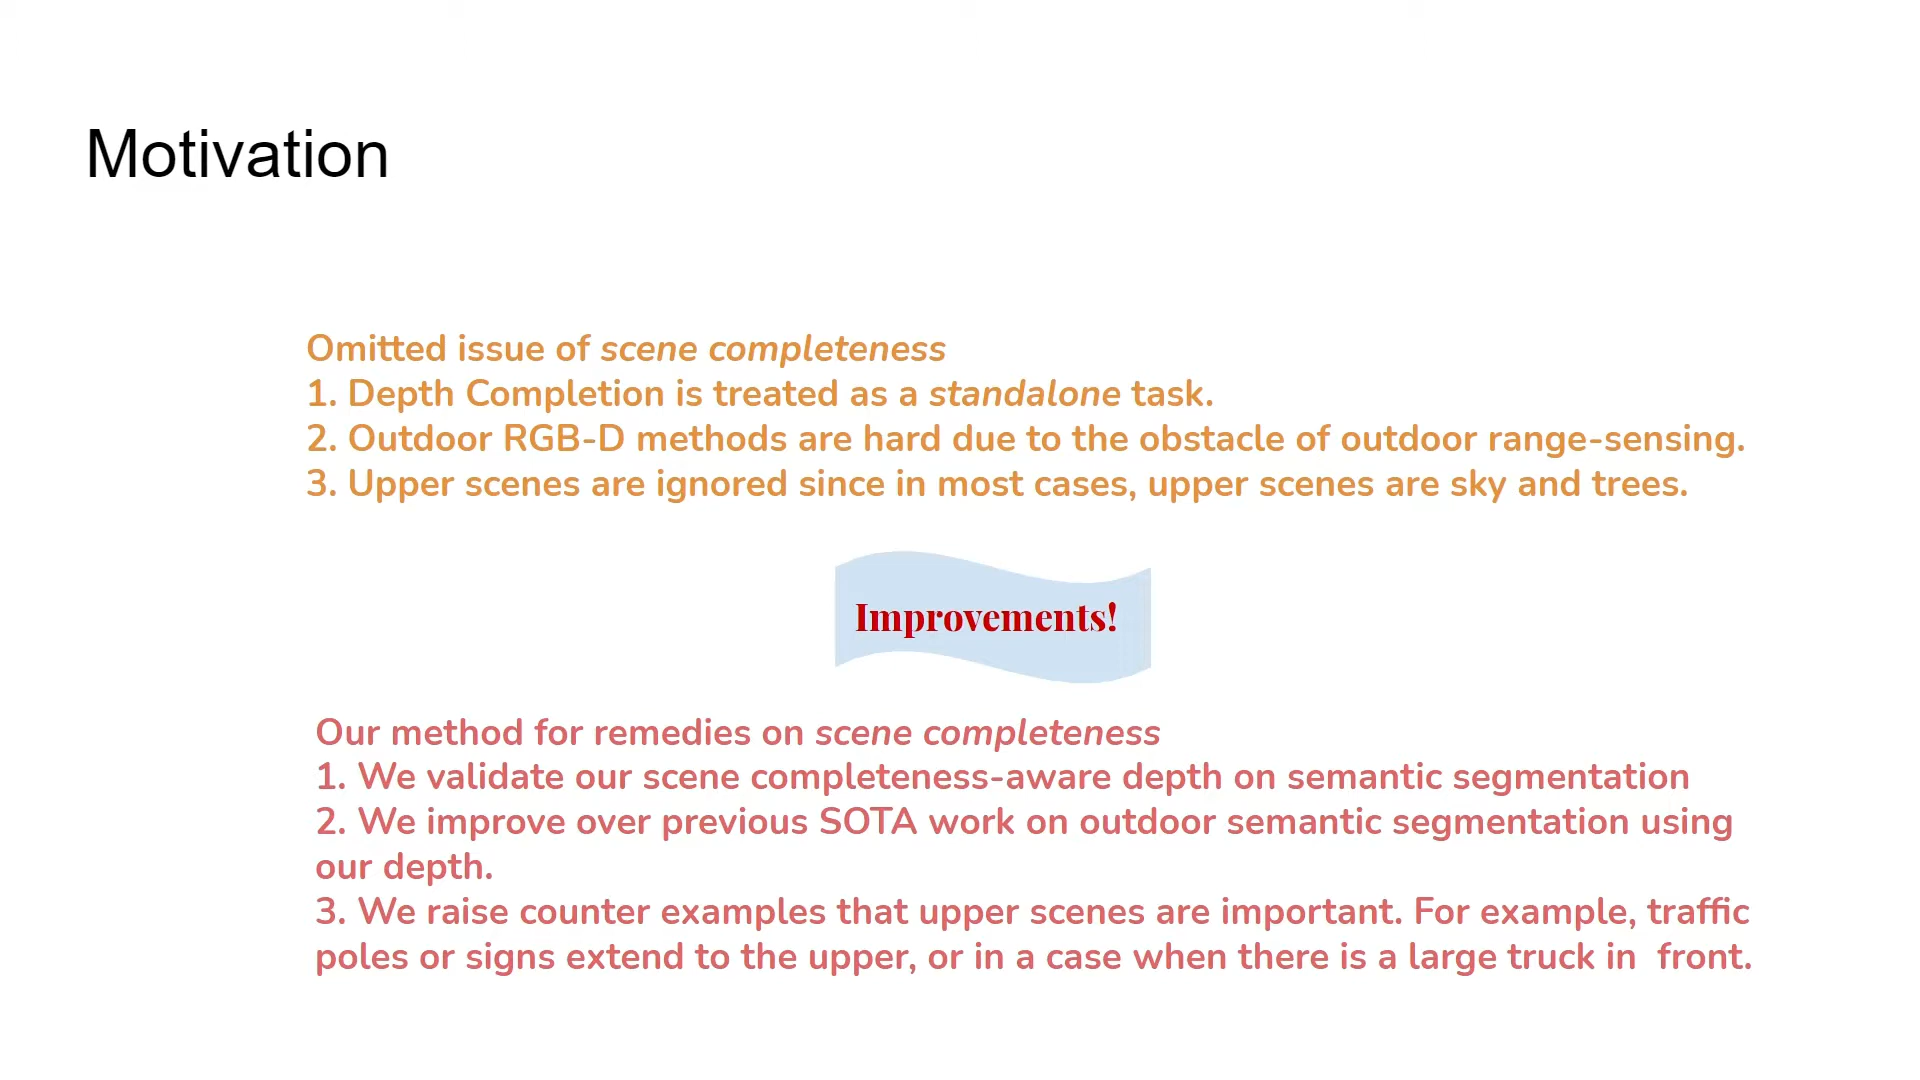 Motivation
Omitted issue of scene completeness
1. Depth Completion is treated as a standalone task.
2. Outdoor RGB-D methods are hard due to the obstacle of outdoor range-sensing.
3. Upper scenes are ignored since in most cases, upper scenes are sky and trees.
Improvements!
Our method for remedies on scene completeness
1. We validate our scene completeness-aware depth on semantic segmentation
2. We improve over previous SOTA work on outdoor semantic segmentation using
our depth.
3. We raise counter examples that upper scenes are important. For example, traffic
poles or signs extend to the upper, or in a case when there is a large truck in  front.